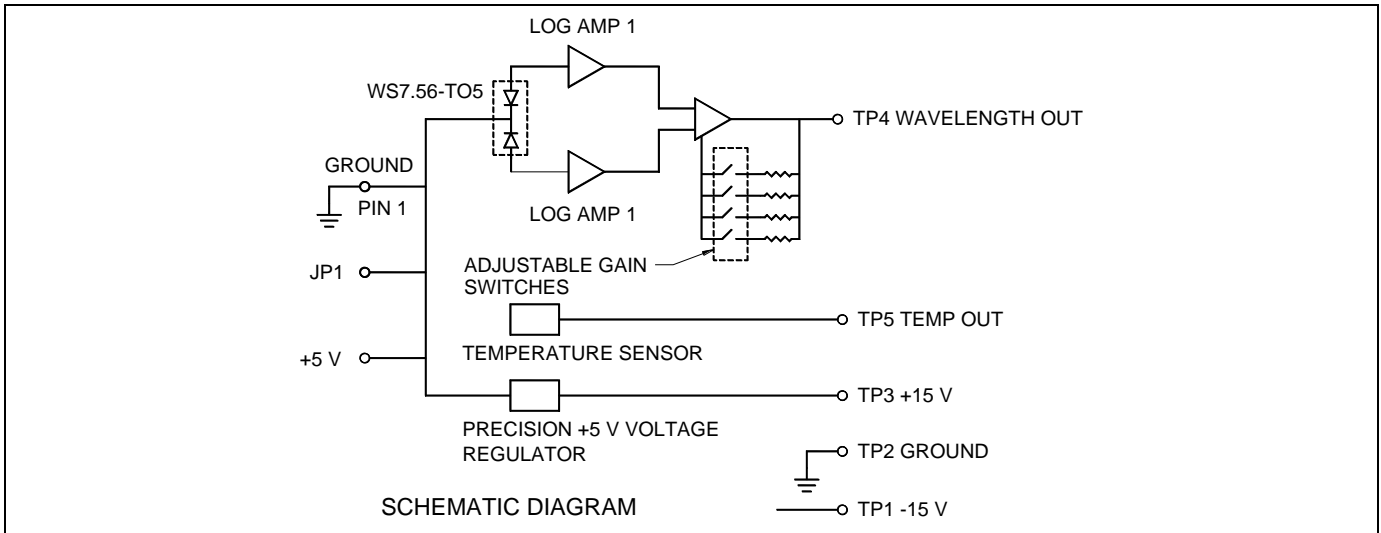 LOG AMP 1
WS7.56-TO5
TP4 WAVELENGTH OUT
GROUND
PIN 1
LOG AMP 1
JP1
ADJUSTABLE GAIN
SWITCHES
TP5 TEMP OUT
+5 V
TEMPERATURE SENSOR
TP3 +15 V
PRECISION +5 V VOLTAGE
REGULATOR
TP2 GROUND
SCHEMATIC DIAGRAM
TP1 -15 V